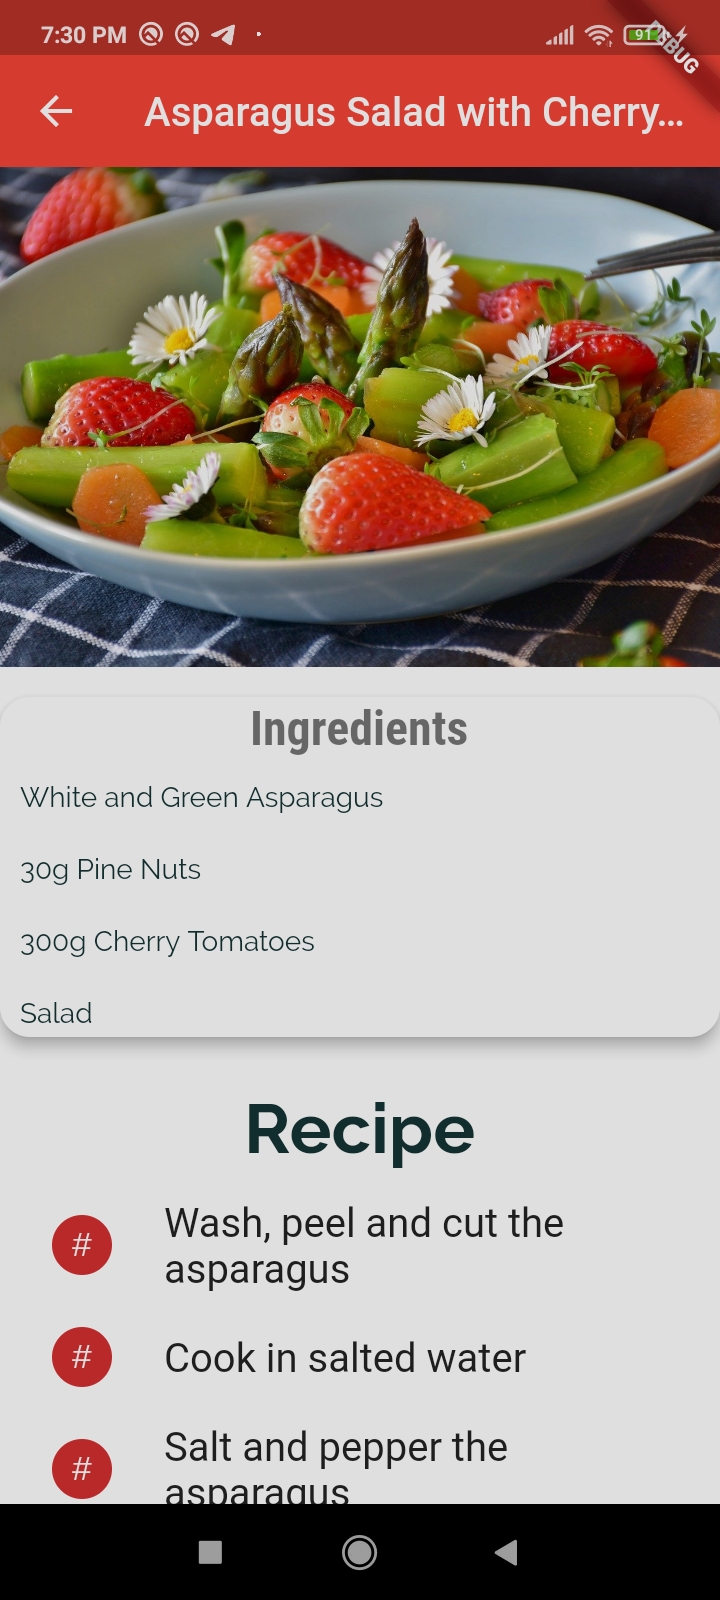 7:30 PM
91
DEBUG
Asparagus Salad with Cherry...
Ingredients
White and Green Asparagus
30g Pine Nuts
300g Cherry Tomatoes
Salad
Recipe
# Wash, peel and cut the
asparagus
# Cook in salted water
# Salt and pepper the
asparagus